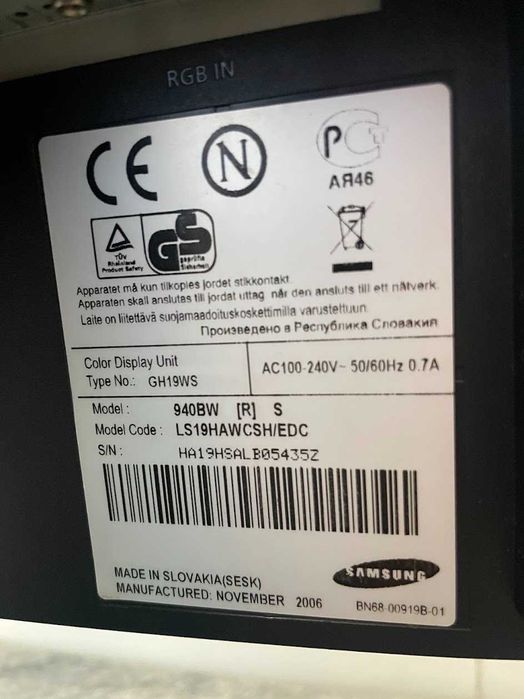 RGB IN
CE
N
PG
АЯ46
TÜV
Rheinland
Product Safety
GS
geprüfte
Sicherheit
Apparatet må kun tilkoples jordet stikkontakt.
Apparaten skall anslutas till jordat uttag när den ansluts till ett nätverk.
Laite on liitettävä suojamaadoituskoskettimilla varustettuun.
Произведено в Республика Словакия
Color Display Unit
Type No.: GH19WS
AC100-240V~ 50/60Hz 0.7A
Model : 940BW [R] S
Model Code : LS19HAWCSH/EDC
S/N : HA19HSALB05435Z
MADE IN SLOVAKIA(SESK)
MANUFACTURED: NOVEMBER 2006
SAMSUNG
BN68-00919B-01